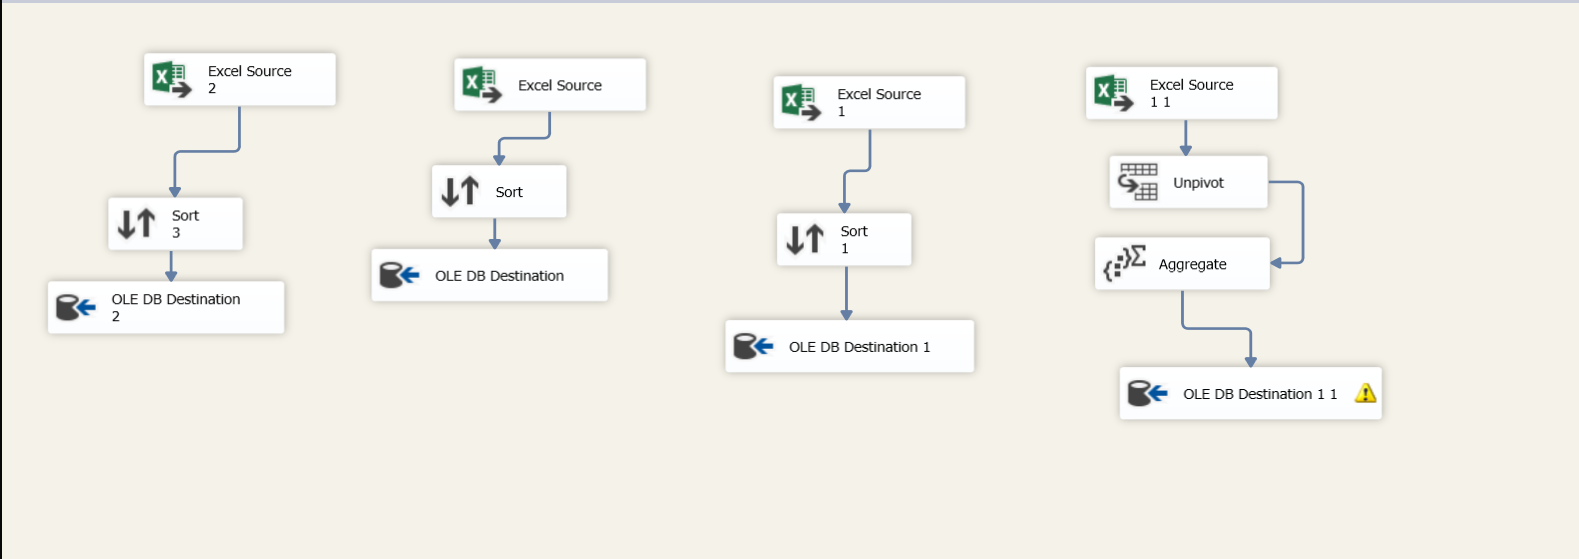 Excel Source
2
Sort
3
OLE DB Destination
2
Excel Source
Sort
OLE DB Destination
Excel Source
1
Sort
1
OLE DB Destination 1
Excel Source
1 1
Unpivot
Aggregate
OLE DB Destination 1 1